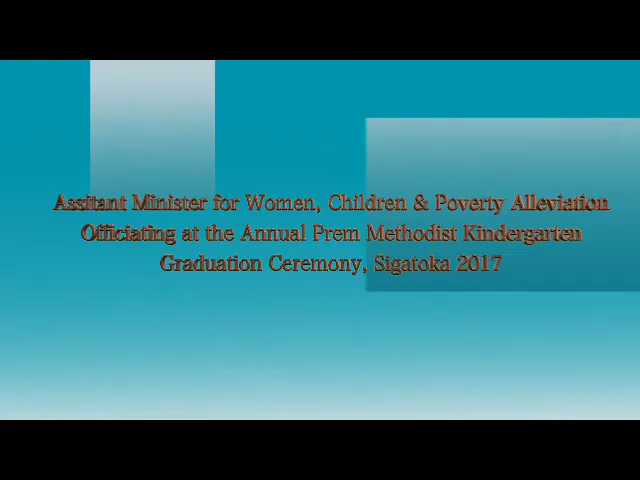 Assitant Minister for Women, Children & Poverty Alleviation
Officiating at the Annual Prem Methodist Kindergarten
Graduation Ceremony, Sigatoka 2017